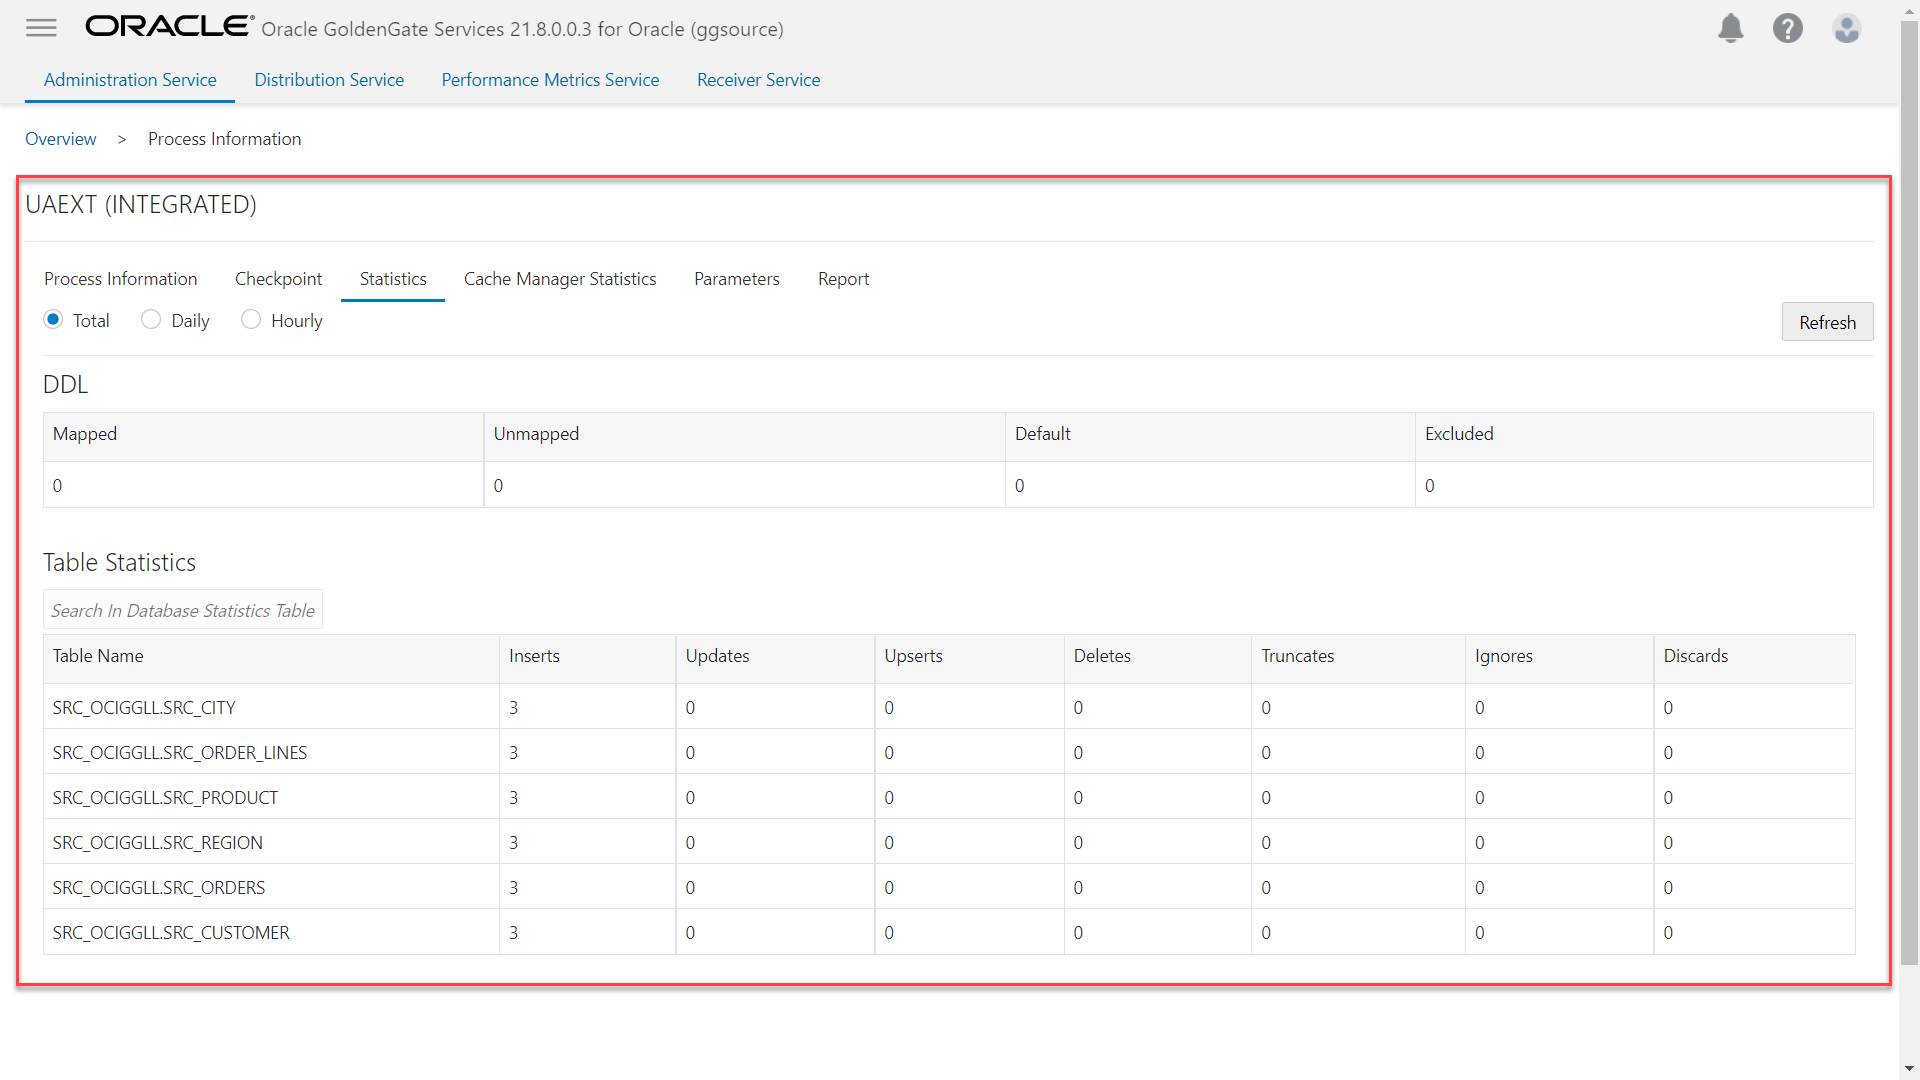 ORACLE® Oracle GoldenGate Services 21.8.0.0.3 for Oracle (ggsource)
Administration Service Distribution Service Performance Metrics Service Receiver Service
Overview > Process Information
UAEXT (INTEGRATED)
Process Information Checkpoint Statistics Cache Manager Statistics Parameters Report
Total Daily Hourly
Refresh
DDL
Mapped Unmapped Default Excluded
0 0 0 0
Table Statistics
Search In Database Statistics Table
Table Name Inserts Updates Upserts Deletes Truncates Ignores Discards
SRC_OCIGGLL.SRC_CITY 3 0 0 0 0 0 0
SRC_OCIGGLL.SRC_ORDER_LINES 3 0 0 0 0 0 0
SRC_OCIGGLL.SRC_PRODUCT 3 0 0 0 0 0 0
SRC_OCIGGLL.SRC_REGION 3 0 0 0 0 0 0
SRC_OCIGGLL.SRC_ORDERS 3 0 0 0 0 0 0
SRC_OCIGGLL.SRC_CUSTOMER 3 0 0 0 0 0 0